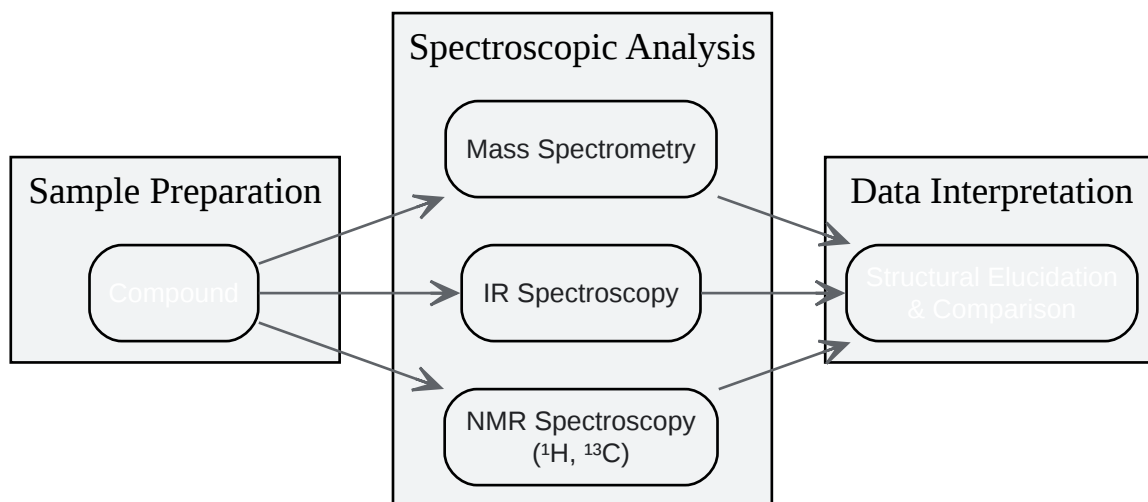 Sample Preparation
Compound
Spectroscopic Analysis
Mass Spectrometry
IR Spectroscopy
NMR Spectroscopy
(¹H, ¹³C)
Data Interpretation
Structural Elucidation
& Comparison